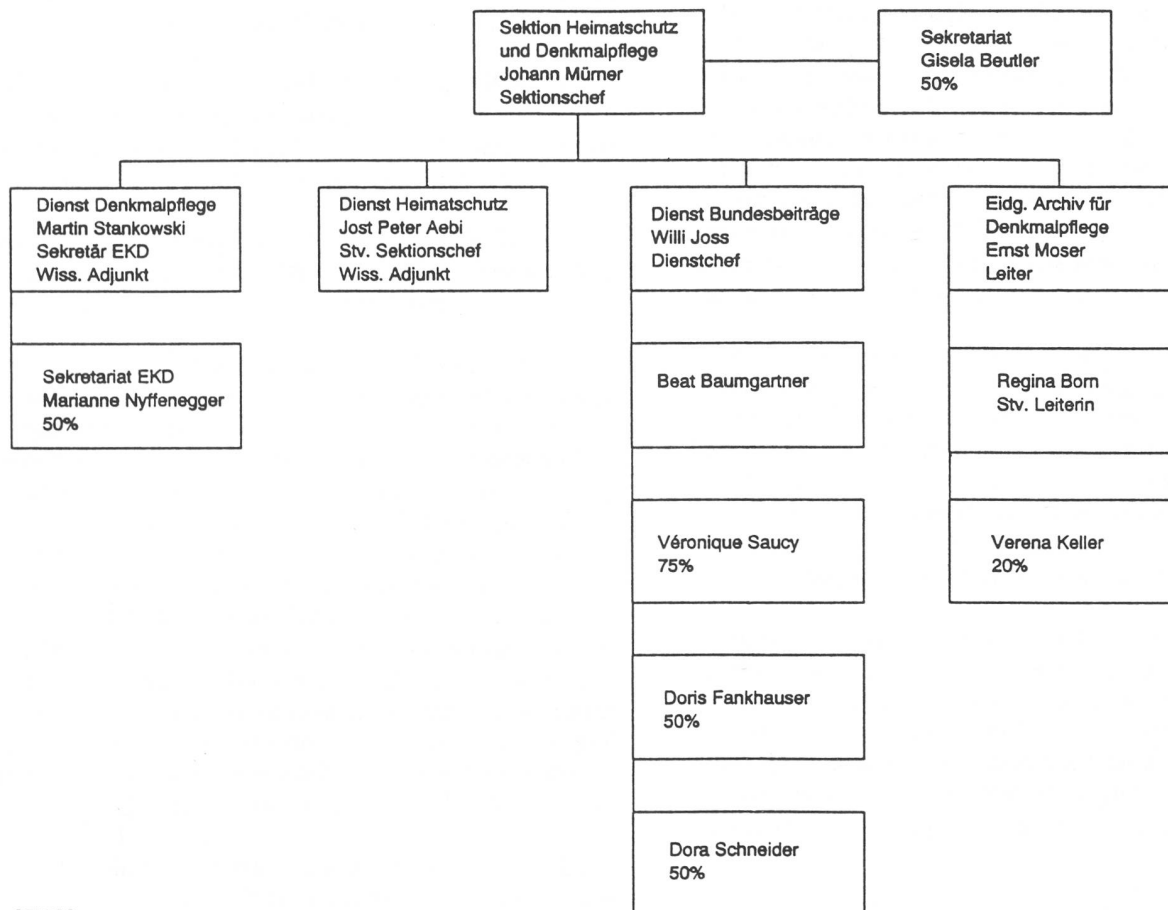 Sektion Heimatschutz
und Denkmalpflege
Johann Mürner
Sektionschef
Sekretariat
Gisela Beutler
50%
Dienst Denkmalpflege
Martin Stankowski
Sekretär EKD
Wiss. Adjunkt
Dienst Heimatschutz
Jost Peter Aebi
Stv. Sektionschef
Wiss. Adjunkt
Dienst Bundesbeiträge
Willi Joss
Dienstchef
Eidg. Archiv für
Denkmalpflege
Ernst Moser
Leiter
Sekretariat EKD
Marianne Nyffenegger
50%
Beat Baumgartner
Regina Born
Stv. Leiterin
Véronique Saucy
75%
Verena Keller
20%
Doris Fankhauser
50%
Dora Schneider
50%